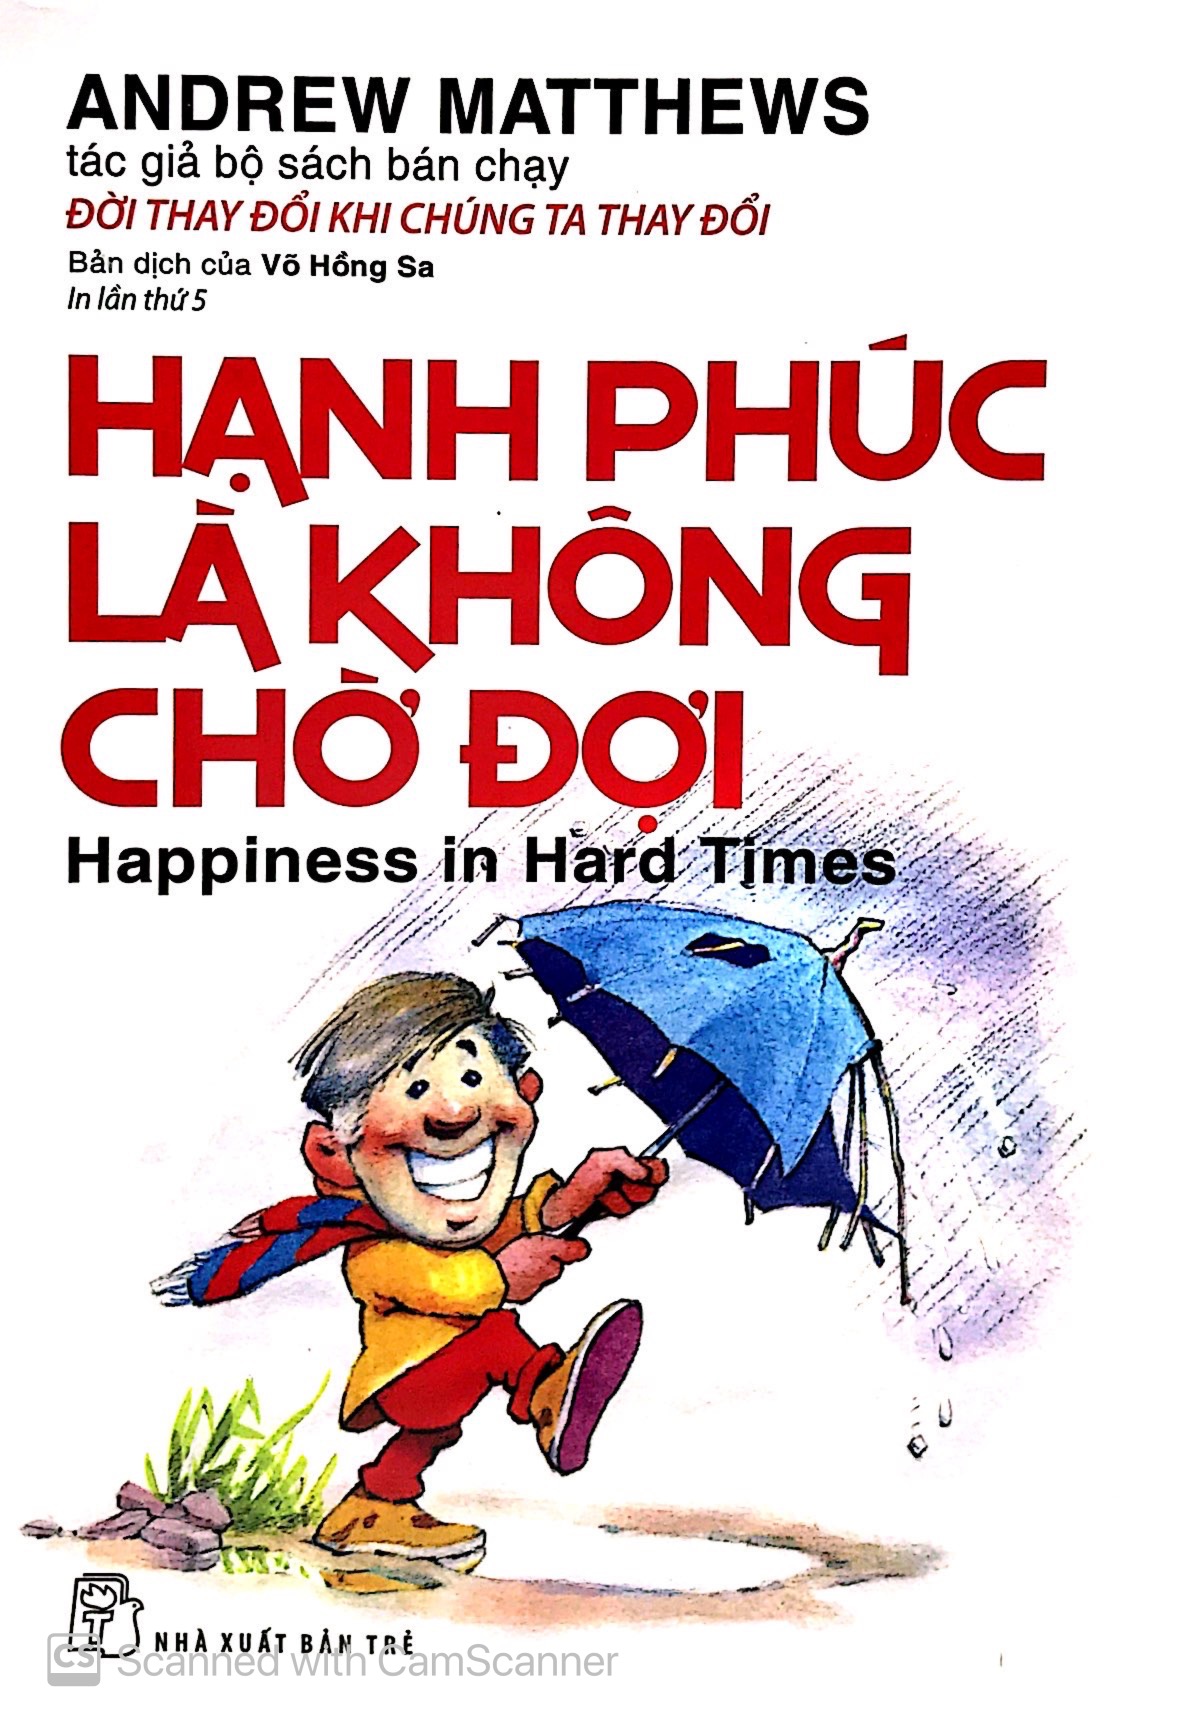 ANDREW MATTHEWS
tác giả bộ sách bán chạy
ĐỜI THAY ĐỔI KHI CHÚNG TA THAY ĐỔI
Bản dịch của Võ Hồng Sa
In lần thứ 5
HẠNH PHÚC
LÀ KHÔNG
CHỜ ĐỢI
Happiness in Hard Times
T
NHÀ XUẤT BẢN TRẺ
CS Scanned with CamScanner